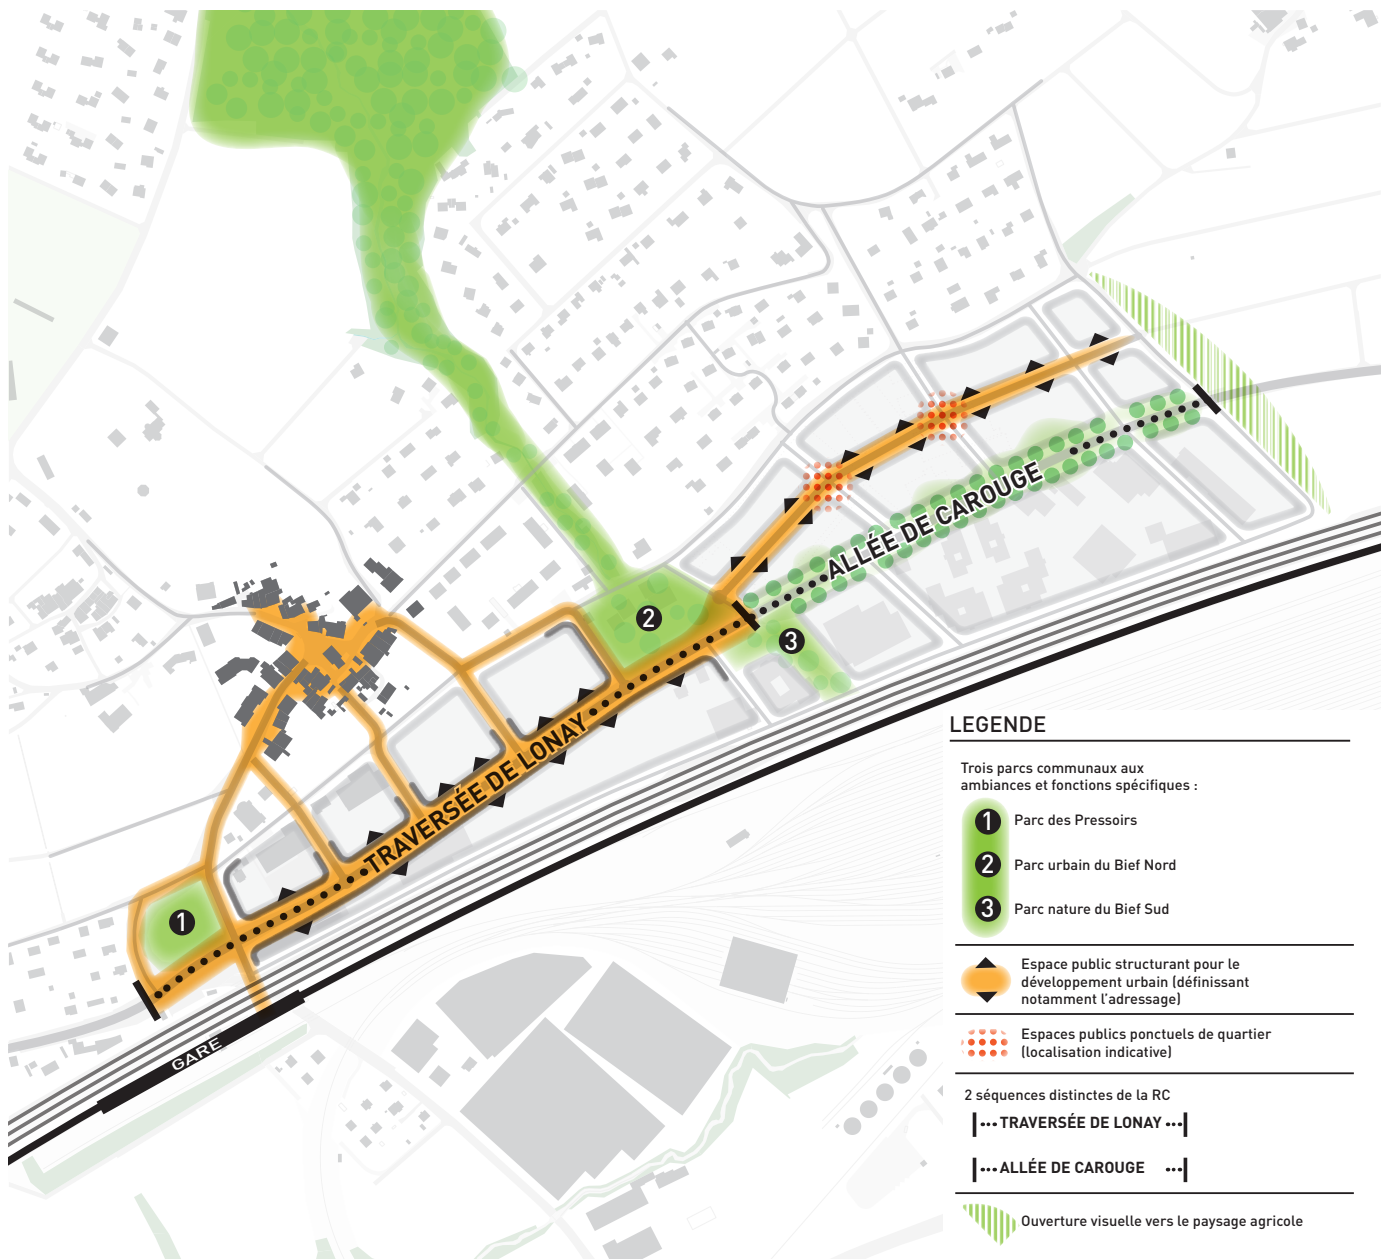 ALLÉE DE CAROUGE
2
3
TRAVERSÉE DE LONAY
1
GARE
LEGENDE
Trois parcs communaux aux
ambiances et fonctions spécifiques :
1 Parc des Pressoirs
2 Parc urbain du Bief Nord
3 Parc nature du Bief Sud
Espace public structurant pour le
développement urbain (définissant
notamment l'adressage)
Espaces publics ponctuels de quartier
(localisation indicative)
2 séquences distinctes de la RC
TRAVERSÉE DE LONAY
ALLÉE DE CAROUGE
Ouverture visuelle vers le paysage agricole